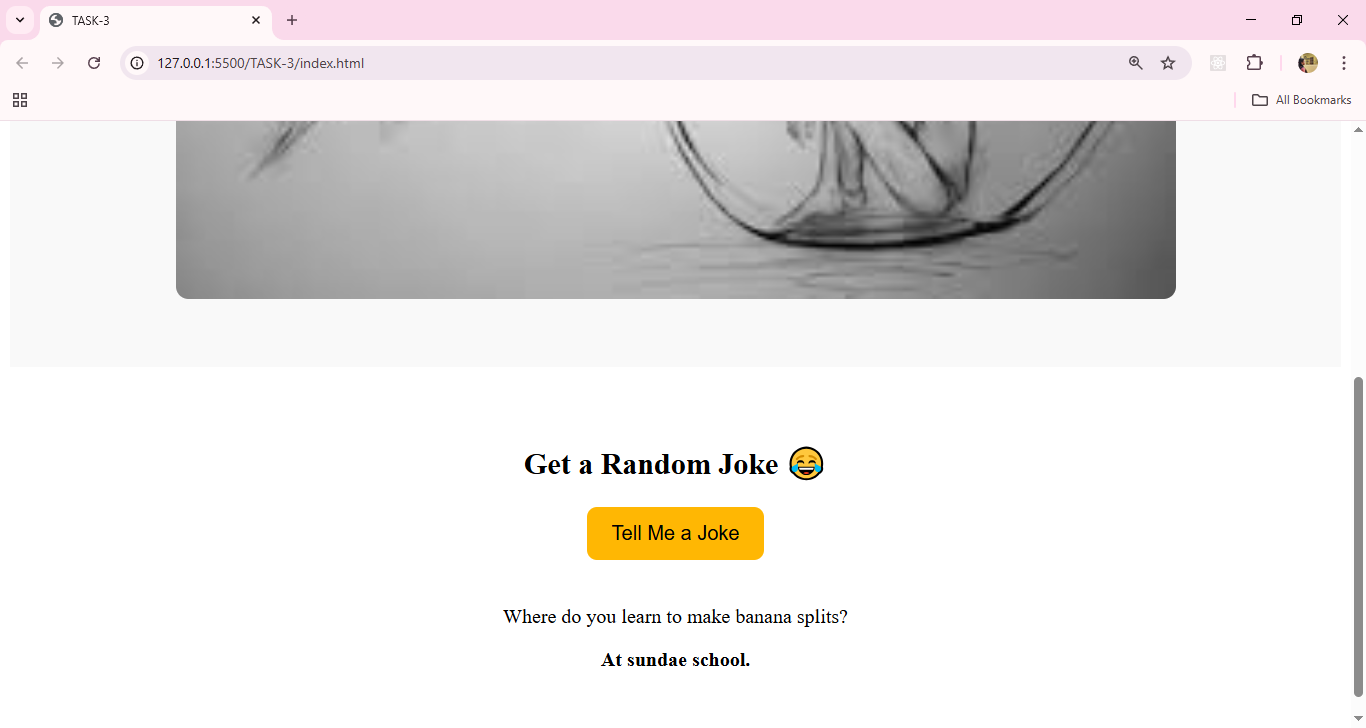 TASK-3
127.0.0.1:5500/TASK-3/index.html
All Bookmarks
Get a Random Joke 😂
Tell Me a Joke
Where do you learn to make banana splits?
At sundae school.